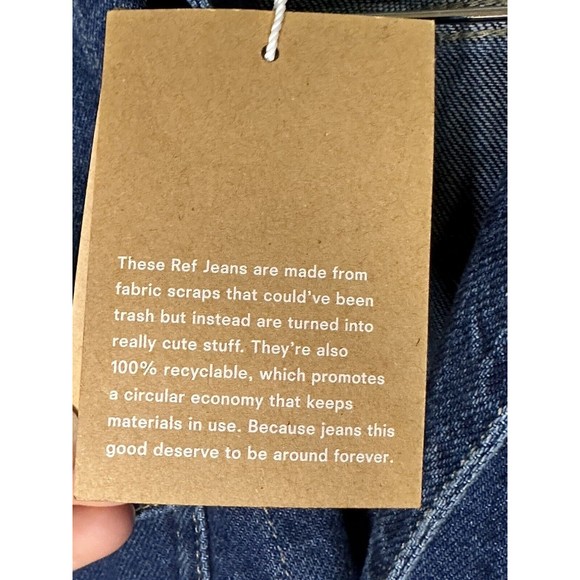 These Ref Jeans are made from
fabric scraps that could've been
trash but instead are turned into
really cute stuff. They're also
100% recyclable, which promotes
a circular economy that keeps
materials in use. Because jeans this
good deserve to be around forever.